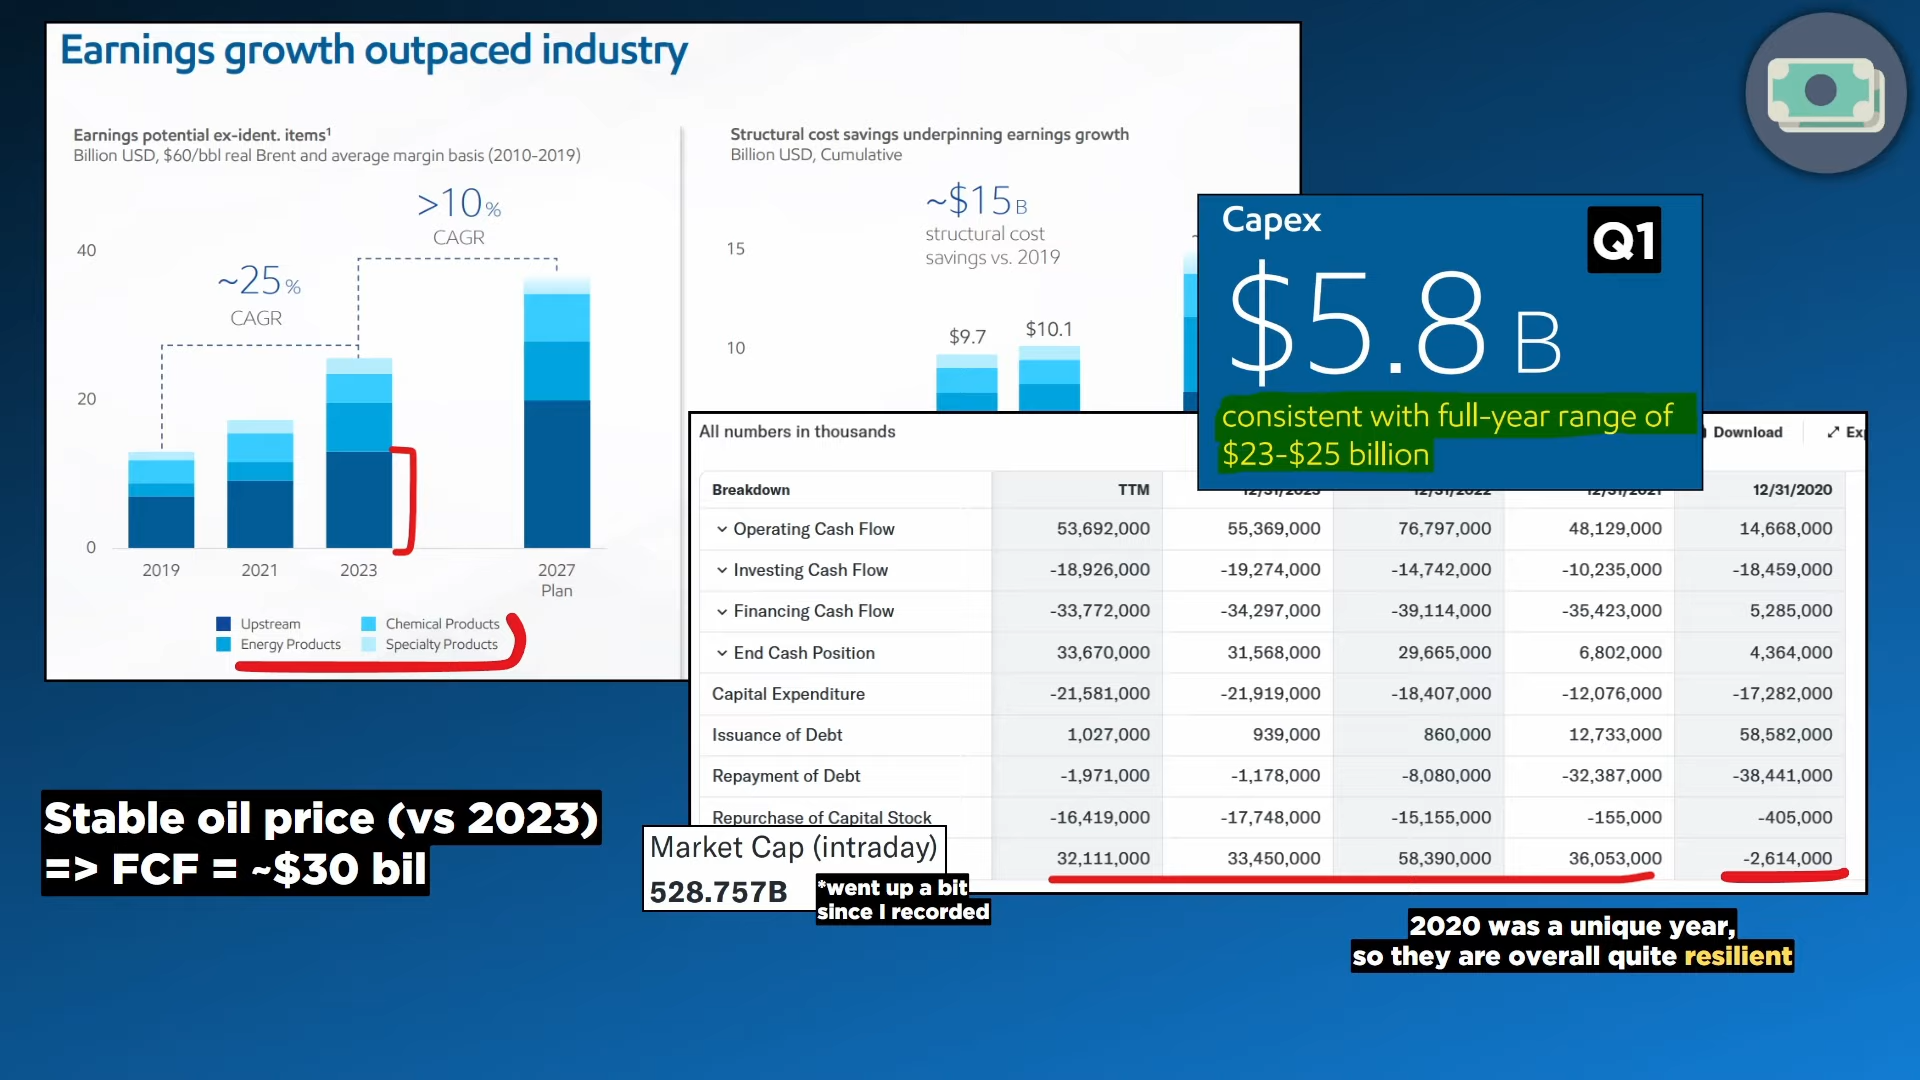 Earnings growth outpaced industry
Earnings potential ex-ident. items¹
Billion USD, $60/bbl real Brent and average margin basis (2010-2019)
>10%
CAGR
~25%
CAGR
40
20
0
2019
2021
2023
2027
Plan
Upstream
Chemical Products
Energy Products
Specialty Products
Structural cost savings underpinning earnings growth
Billion USD, Cumulative
~$15B
structural cost
savings vs. 2019
15
$9.7
$10.1
10
Capex
Q1
$5.8 B
consistent with full-year range of
$23-$25 billion
All numbers in thousands
Download
Breakdown TTM 12/31/2023 12/31/2022 12/31/2021 12/31/2020
Operating Cash Flow 53,692,000 55,369,000 76,797,000 48,129,000 14,668,000
Investing Cash Flow -18,926,000 -19,274,000 -14,742,000 -10,235,000 -18,459,000
Financing Cash Flow -33,772,000 -34,297,000 -39,114,000 -35,423,000 5,285,000
End Cash Position 33,670,000 31,568,000 29,665,000 6,802,000 4,364,000
Capital Expenditure -21,581,000 -21,919,000 -18,407,000 -12,076,000 -17,282,000
Issuance of Debt 1,027,000 939,000 860,000 12,733,000 58,582,000
Repayment of Debt -1,971,000 -1,178,000 -8,080,000 -32,387,000 -38,441,000
Repurchase of Capital Stock -16,419,000 -17,748,000 -15,155,000 -155,000 -405,000
32,111,000 33,450,000 58,390,000 36,053,000 -2,614,000
Market Cap (intraday)
528.757B
*went up a bit
since I recorded
Stable oil price (vs 2023)
=> FCF = ~$30 bil
2020 was a unique year,
so they are overall quite resilient